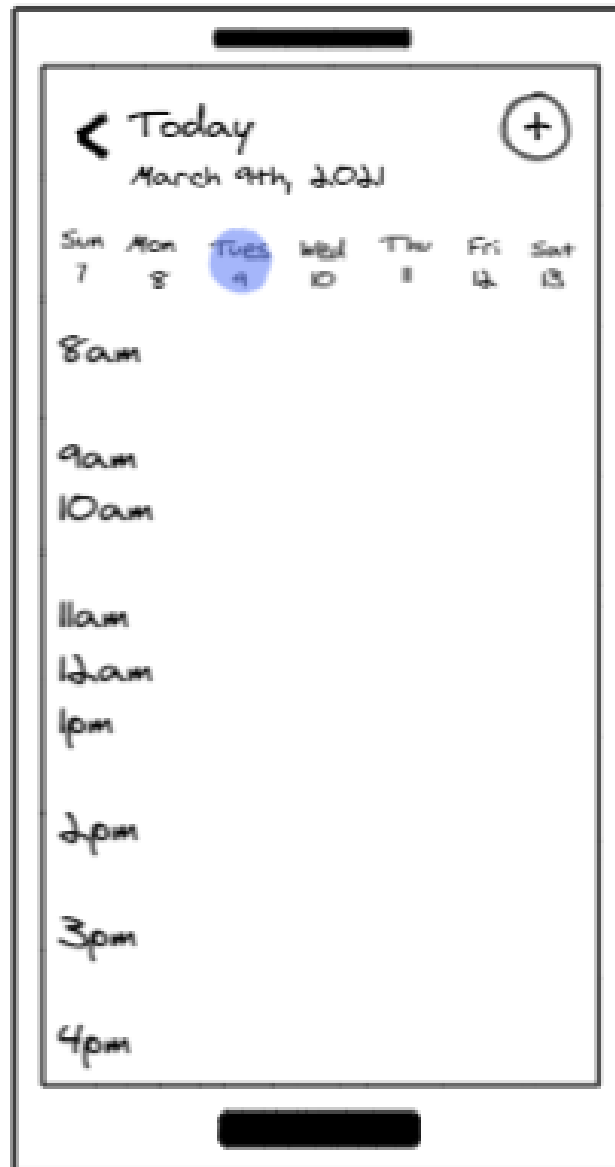 < Today +
March 9th, 2021
Sun Mon Tues Wed Thu Fri Sat
7 8 9 10 11 12 13
8am
9am
10am
11am
12am
1pm
2pm
3pm
4pm